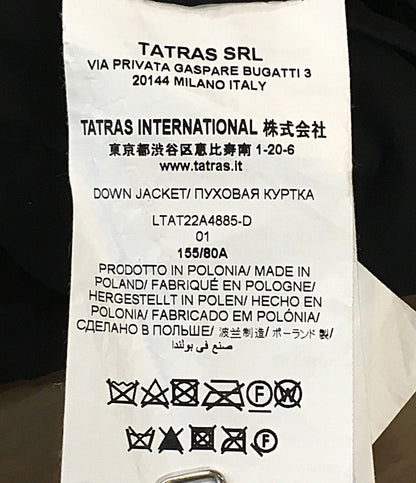 TATRAS SRL
VIA PRIVATA GASPARE BUGATTI 3
20144 MILANO ITALY
TATRAS INTERNATIONAL 株式会社
東京都渋谷区恵比寿南 1-20-6
www.tatras.it
DOWN JACKET/ ПУХОВАЯ КУРТКА
LTAT22A4885-D
01
155/80A
PRODOTTO IN POLONIA/ MADE IN
POLAND/ FABRIQUÉ EN POLOGNE/
HERGESTELLT IN POLEN/ HECHO EN
POLONIA/ FABRICADO EM POLÓNIA/
СДЕЛАНО В ПОЛЬШЕ/ 波兰制造/ ポーランド製/
صنع في بولندا/
F W
F